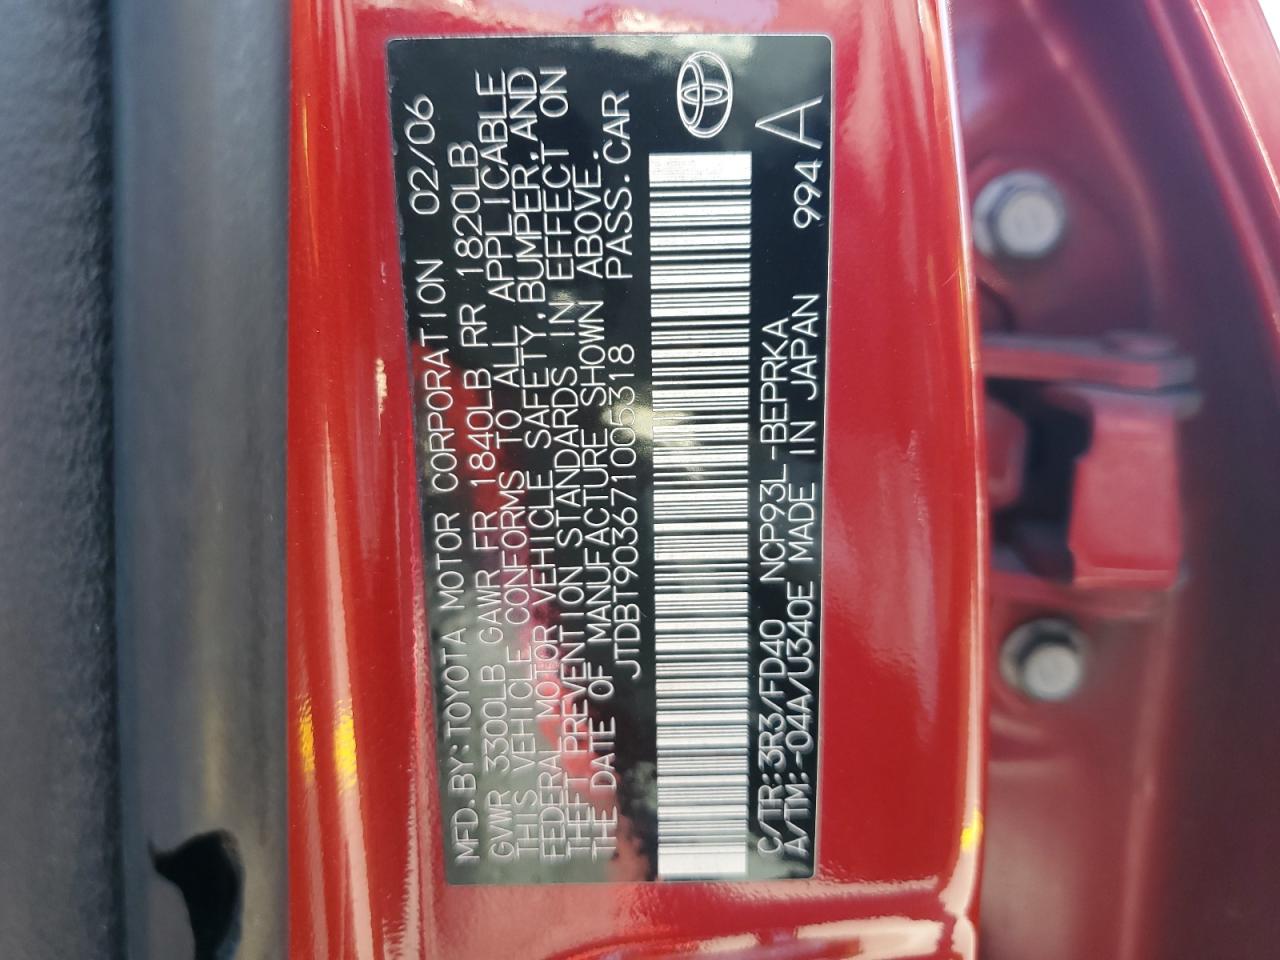 MFD.BY:TOYOTA MOTOR CORPORATION 02/06
GVWR 3300LB GAWR FR 1840LB RR 1820LB
THIS VEHICLE CONFORMS TO ALL APPLICABLE
FEDERAL MOTOR VEHICLE SAFETY,BUMPER,AND
THEFT PREVENTION STANDARDS IN EFFECT ON
THE DATE OF MANUFACTURE SHOWN ABOVE.
JTDBT903671005318 PASS.CAR
C/TR:3R3/FD40 NCP93L-BEPRKA A
A/TM:-04A/U340E MADE IN JAPAN 994